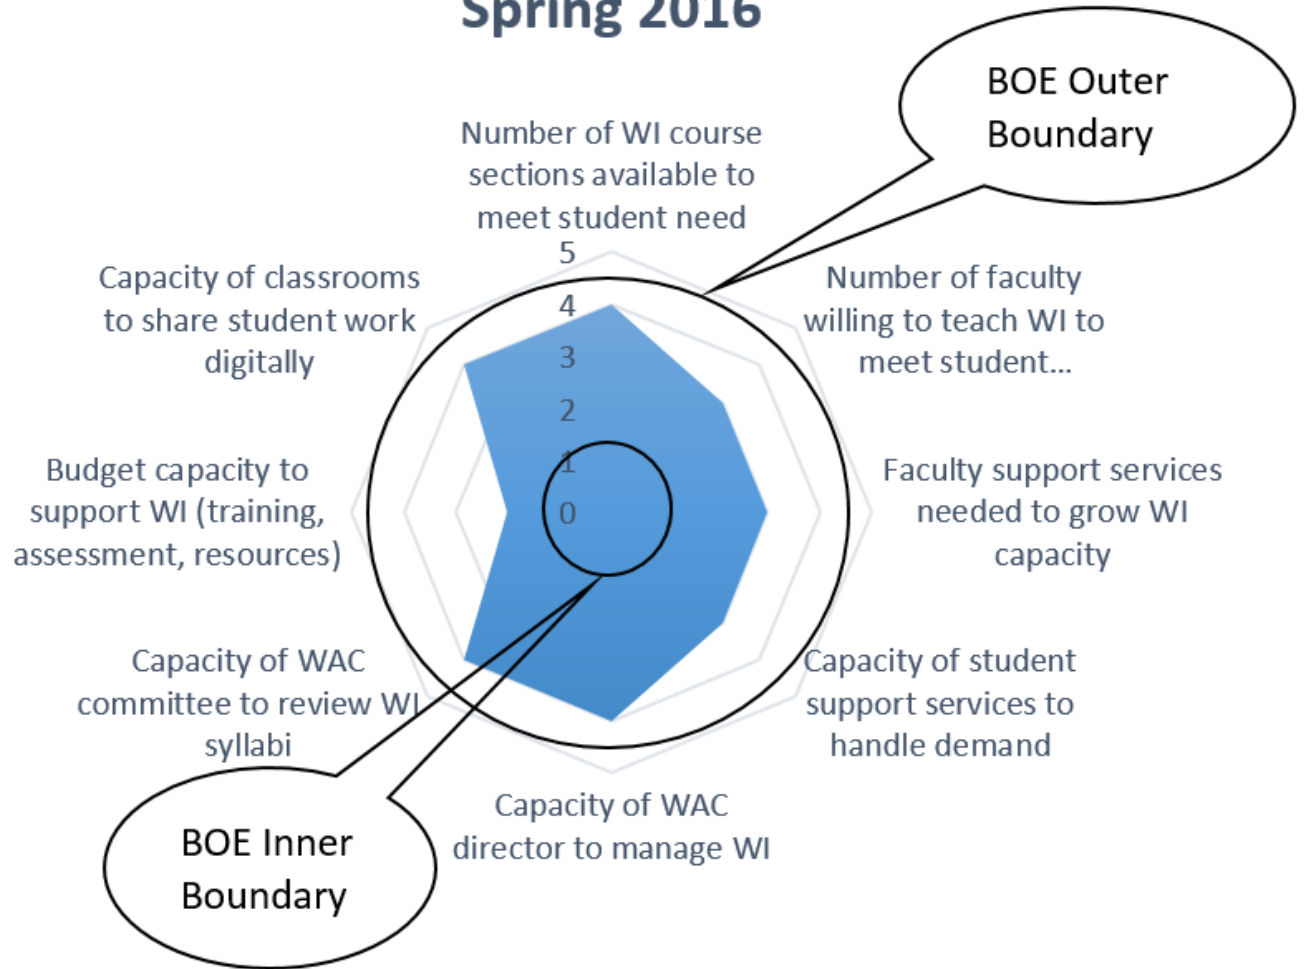 Spring 2016
BOE Outer
Boundary
Number of WI course
sections available to
meet student need
Number of faculty
willing to teach WI to
meet student...
Faculty support services
needed to grow WI
capacity
Capacity of student
support services to
handle demand
Capacity of WAC
director to manage WI
Capacity of WAC
committee to review WI
syllabi
Budget capacity to
support WI (training,
assessment, resources)
Capacity of classrooms
to share student work
digitally
5
4
3
2
1
0
BOE Inner
Boundary